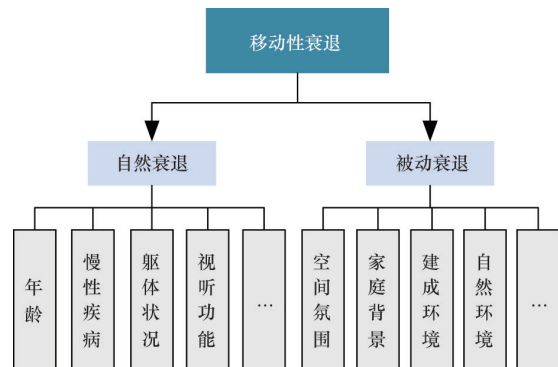 移动性衰退
自然衰退
被动衰退
年龄
慢性疾病
躯体状况
视听功能
…
空间氛围
家庭背景
建成环境
自然环境
…